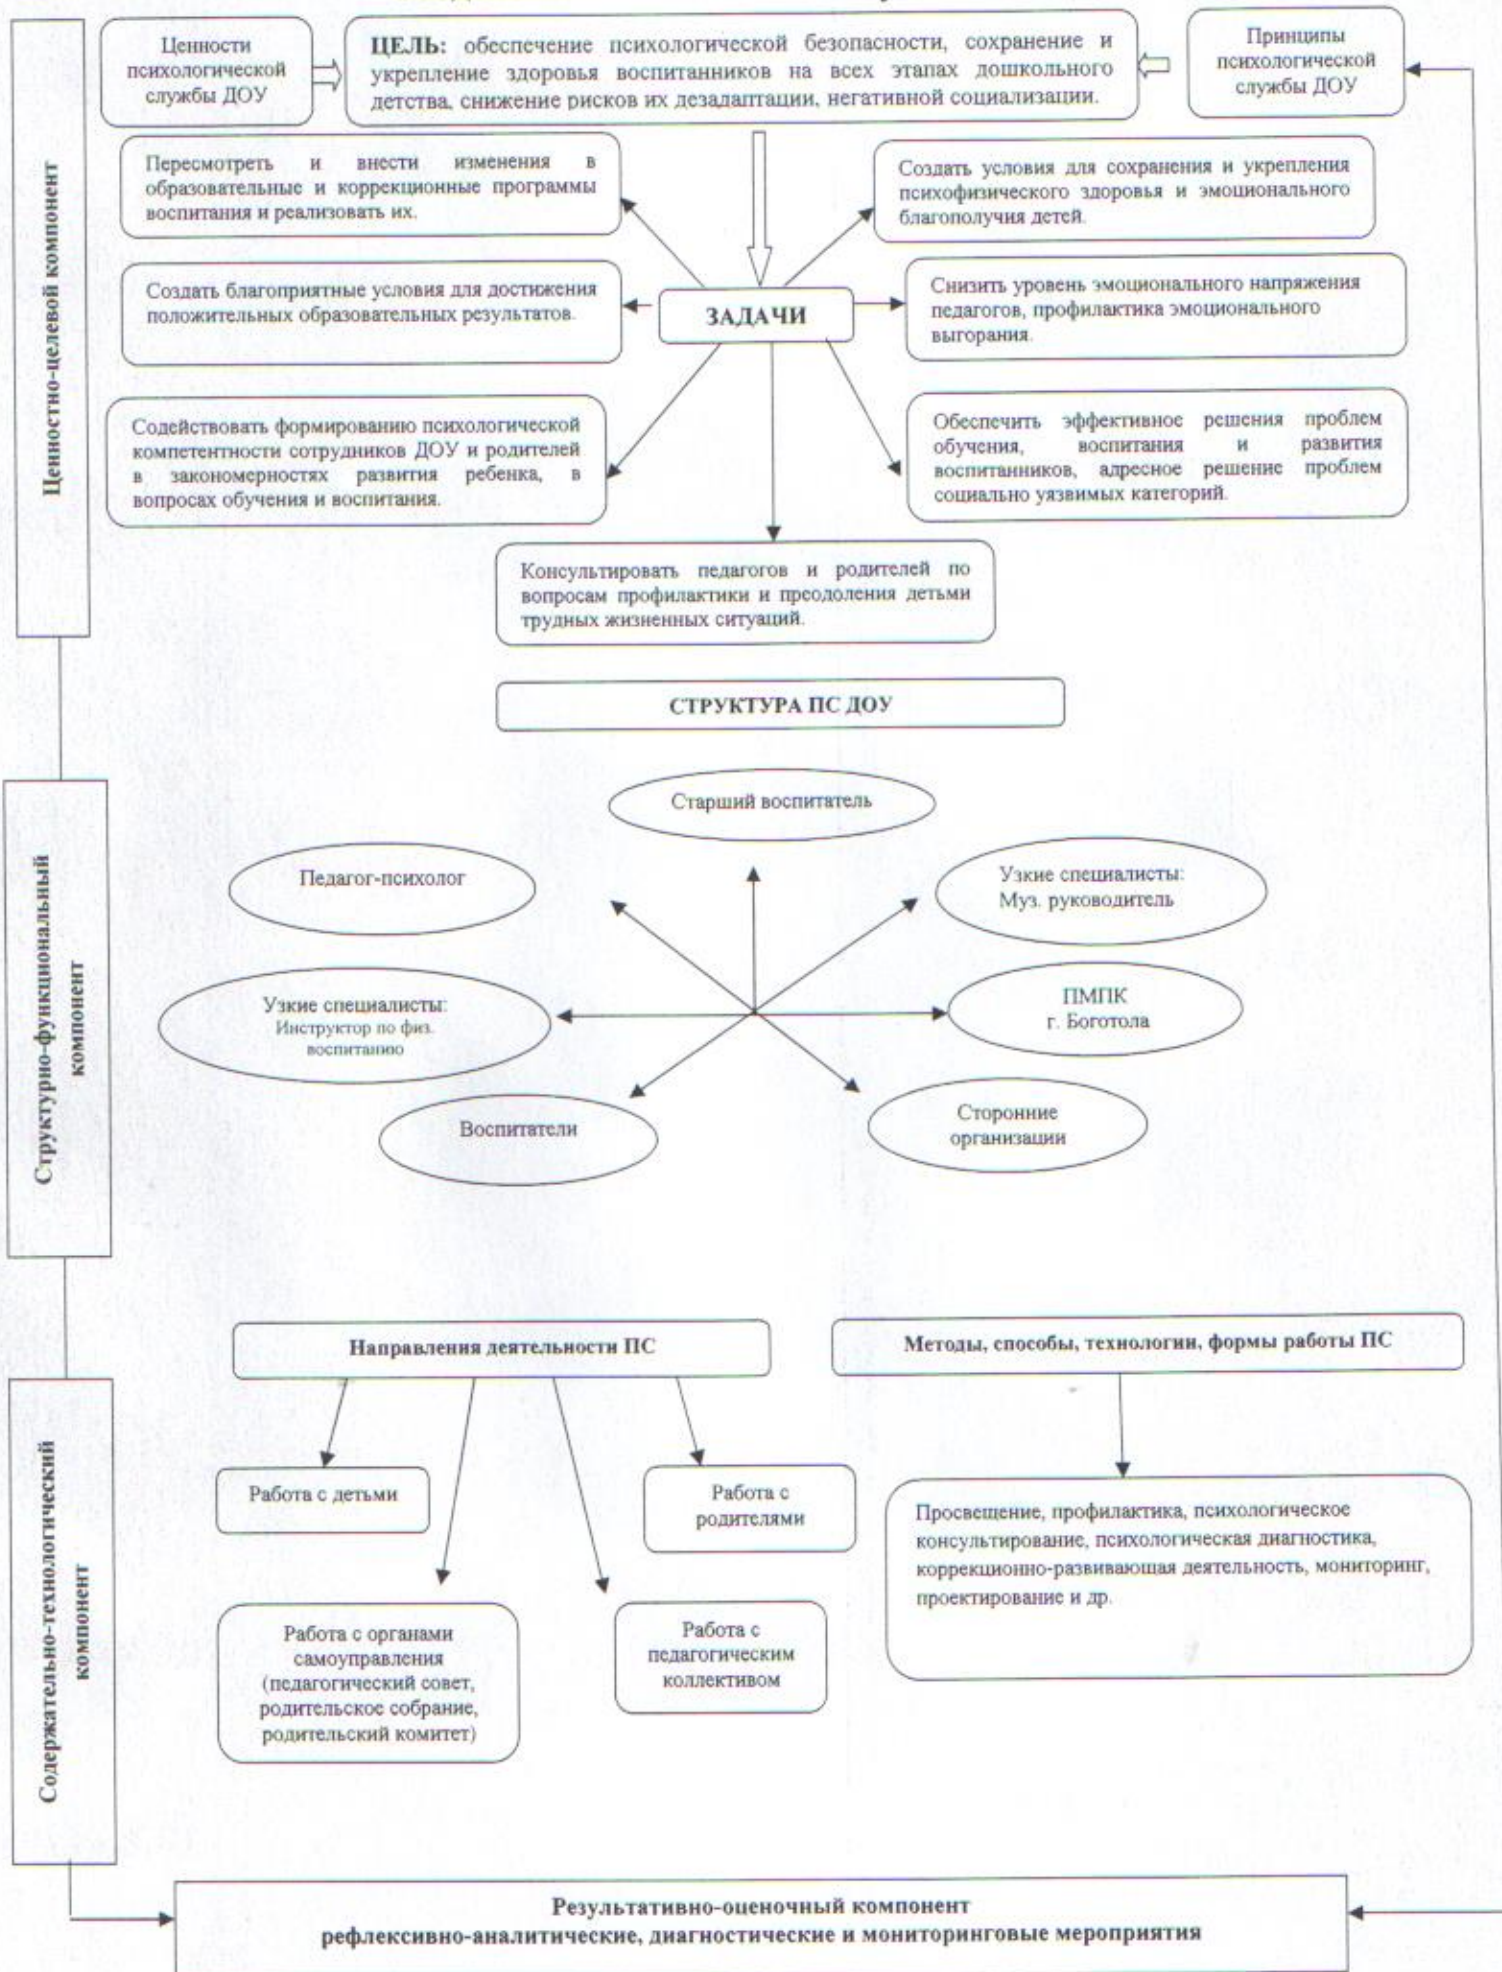 Ценности
психологической
службы ДОУ
ЦЕЛЬ: обеспечение психологической безопасности, сохранение и
укрепление здоровья воспитанников на всех этапах дошкольного
детства, снижение рисков их дезадаптации, негативной социализации.
Принципы
психологической
службы ДОУ
Ценностно-целевой компонент
Пересмотреть и внести изменения в
образовательные и коррекционные программы
воспитания и реализовать их.
Создать условия для сохранения и укрепления
психофизического здоровья и эмоционального
благополучия детей.
Создать благоприятные условия для достижения
положительных образовательных результатов.
ЗАДАЧИ
Снизить уровень эмоционального напряжения
педагогов, профилактика эмоционального
выгорания.
Содействовать формированию психологической
компетентности сотрудников ДОУ и родителей
в закономерностях развития ребенка, в
вопросах обучения и воспитания.
Обеспечить эффективное решения проблем
обучения, воспитания и развития
воспитанников, адресное решение проблем
социально уязвимых категорий.
Консультировать педагогов и родителей по
вопросам профилактики и преодоления детьми
трудных жизненных ситуаций.
СТРУКТУРА ПС ДОУ
Структурно-функциональный
компонент
Старший воспитатель
Педагог-психолог
Узкие специалисты:
Муз. руководитель
Узкие специалисты:
Инструктор по физ.
воспитанию
ПМПК
г. Боготола
Воспитатели
Сторонние
организации
Содержательно-технологический
компонент
Направления деятельности ПС
Методы, способы, технологии, формы работы ПС
Работа с детьми
Работа с
родителями
Просвещение, профилактика, психологическое
консультирование, психологическая диагностика,
коррекционно-развивающая деятельность, мониторинг,
проектирование и др.
Работа с органами
самоуправления
(педагогический совет,
родительское собрание,
родительский комитет)
Работа с
педагогическим
коллективом
Результативно-оценочный компонент
рефлексивно-аналитические, диагностические и мониторинговые мероприятия